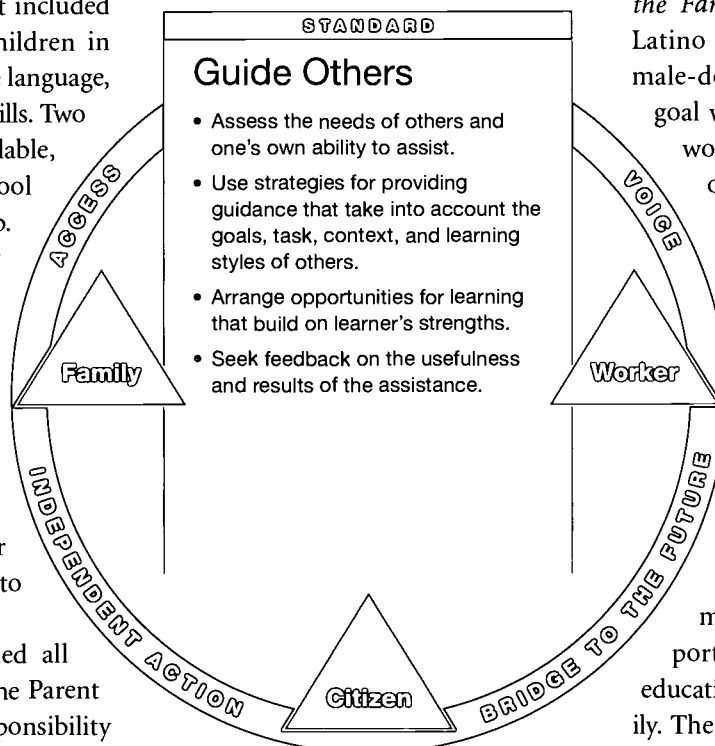 t included
hildren in
language,
ills. Two
lable,
ool
STANDARD
Guide Others
• Assess the needs of others and
one's own ability to assist.
• Use strategies for providing
guidance that take into account the
goals, task, context, and learning
styles of others.
• Arrange opportunities for learning
that build on learner's strengths.
• Seek feedback on the usefulness
and results of the assistance.
ACCESS
VOICE
Family
Worker
INDEPENDENT ACTION
BRIDGE TO THE FUTURE
Citizen
to
ed all
ne Parent
ponsibility
the Fam
Latino
male-de
goal w
wo
m
port
educati
ily. The